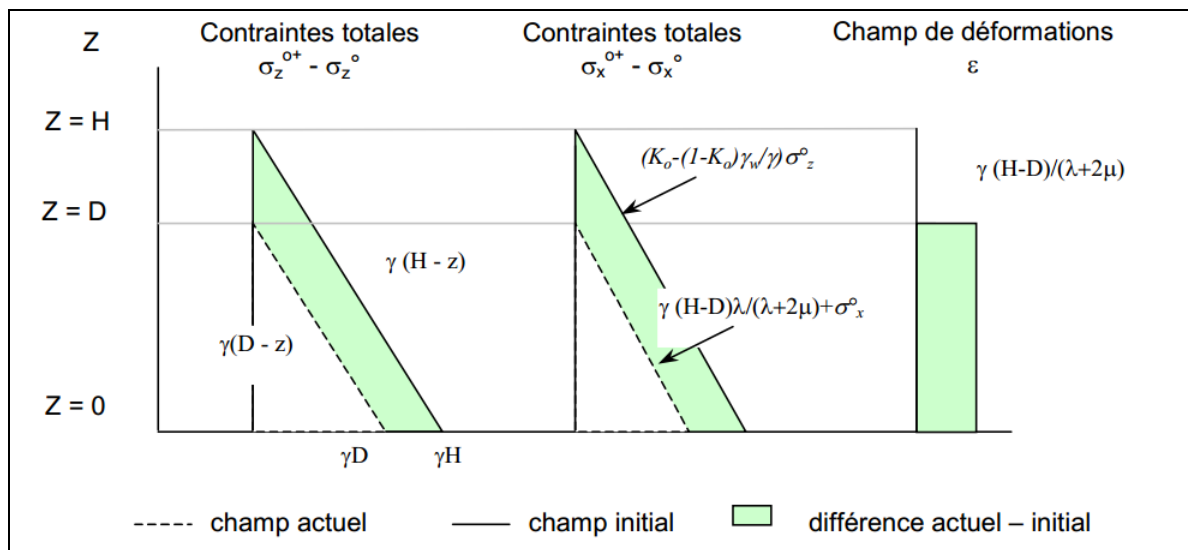 Z
Contraintes totales
σz°⁺ - σz°
Contraintes totales
σx°⁺ - σx°
Champ de déformations
ε
Z = H
(Ko-(1-Ko)γw/γ)σ°z
γ (H-D)/(λ+2μ)
Z = D
γ (H - z)
γ (H-D)λ/(λ+2μ)+σ°x
γ(D - z)
Z = 0
γD
γH
champ actuel
champ initial
différence actuel – initial